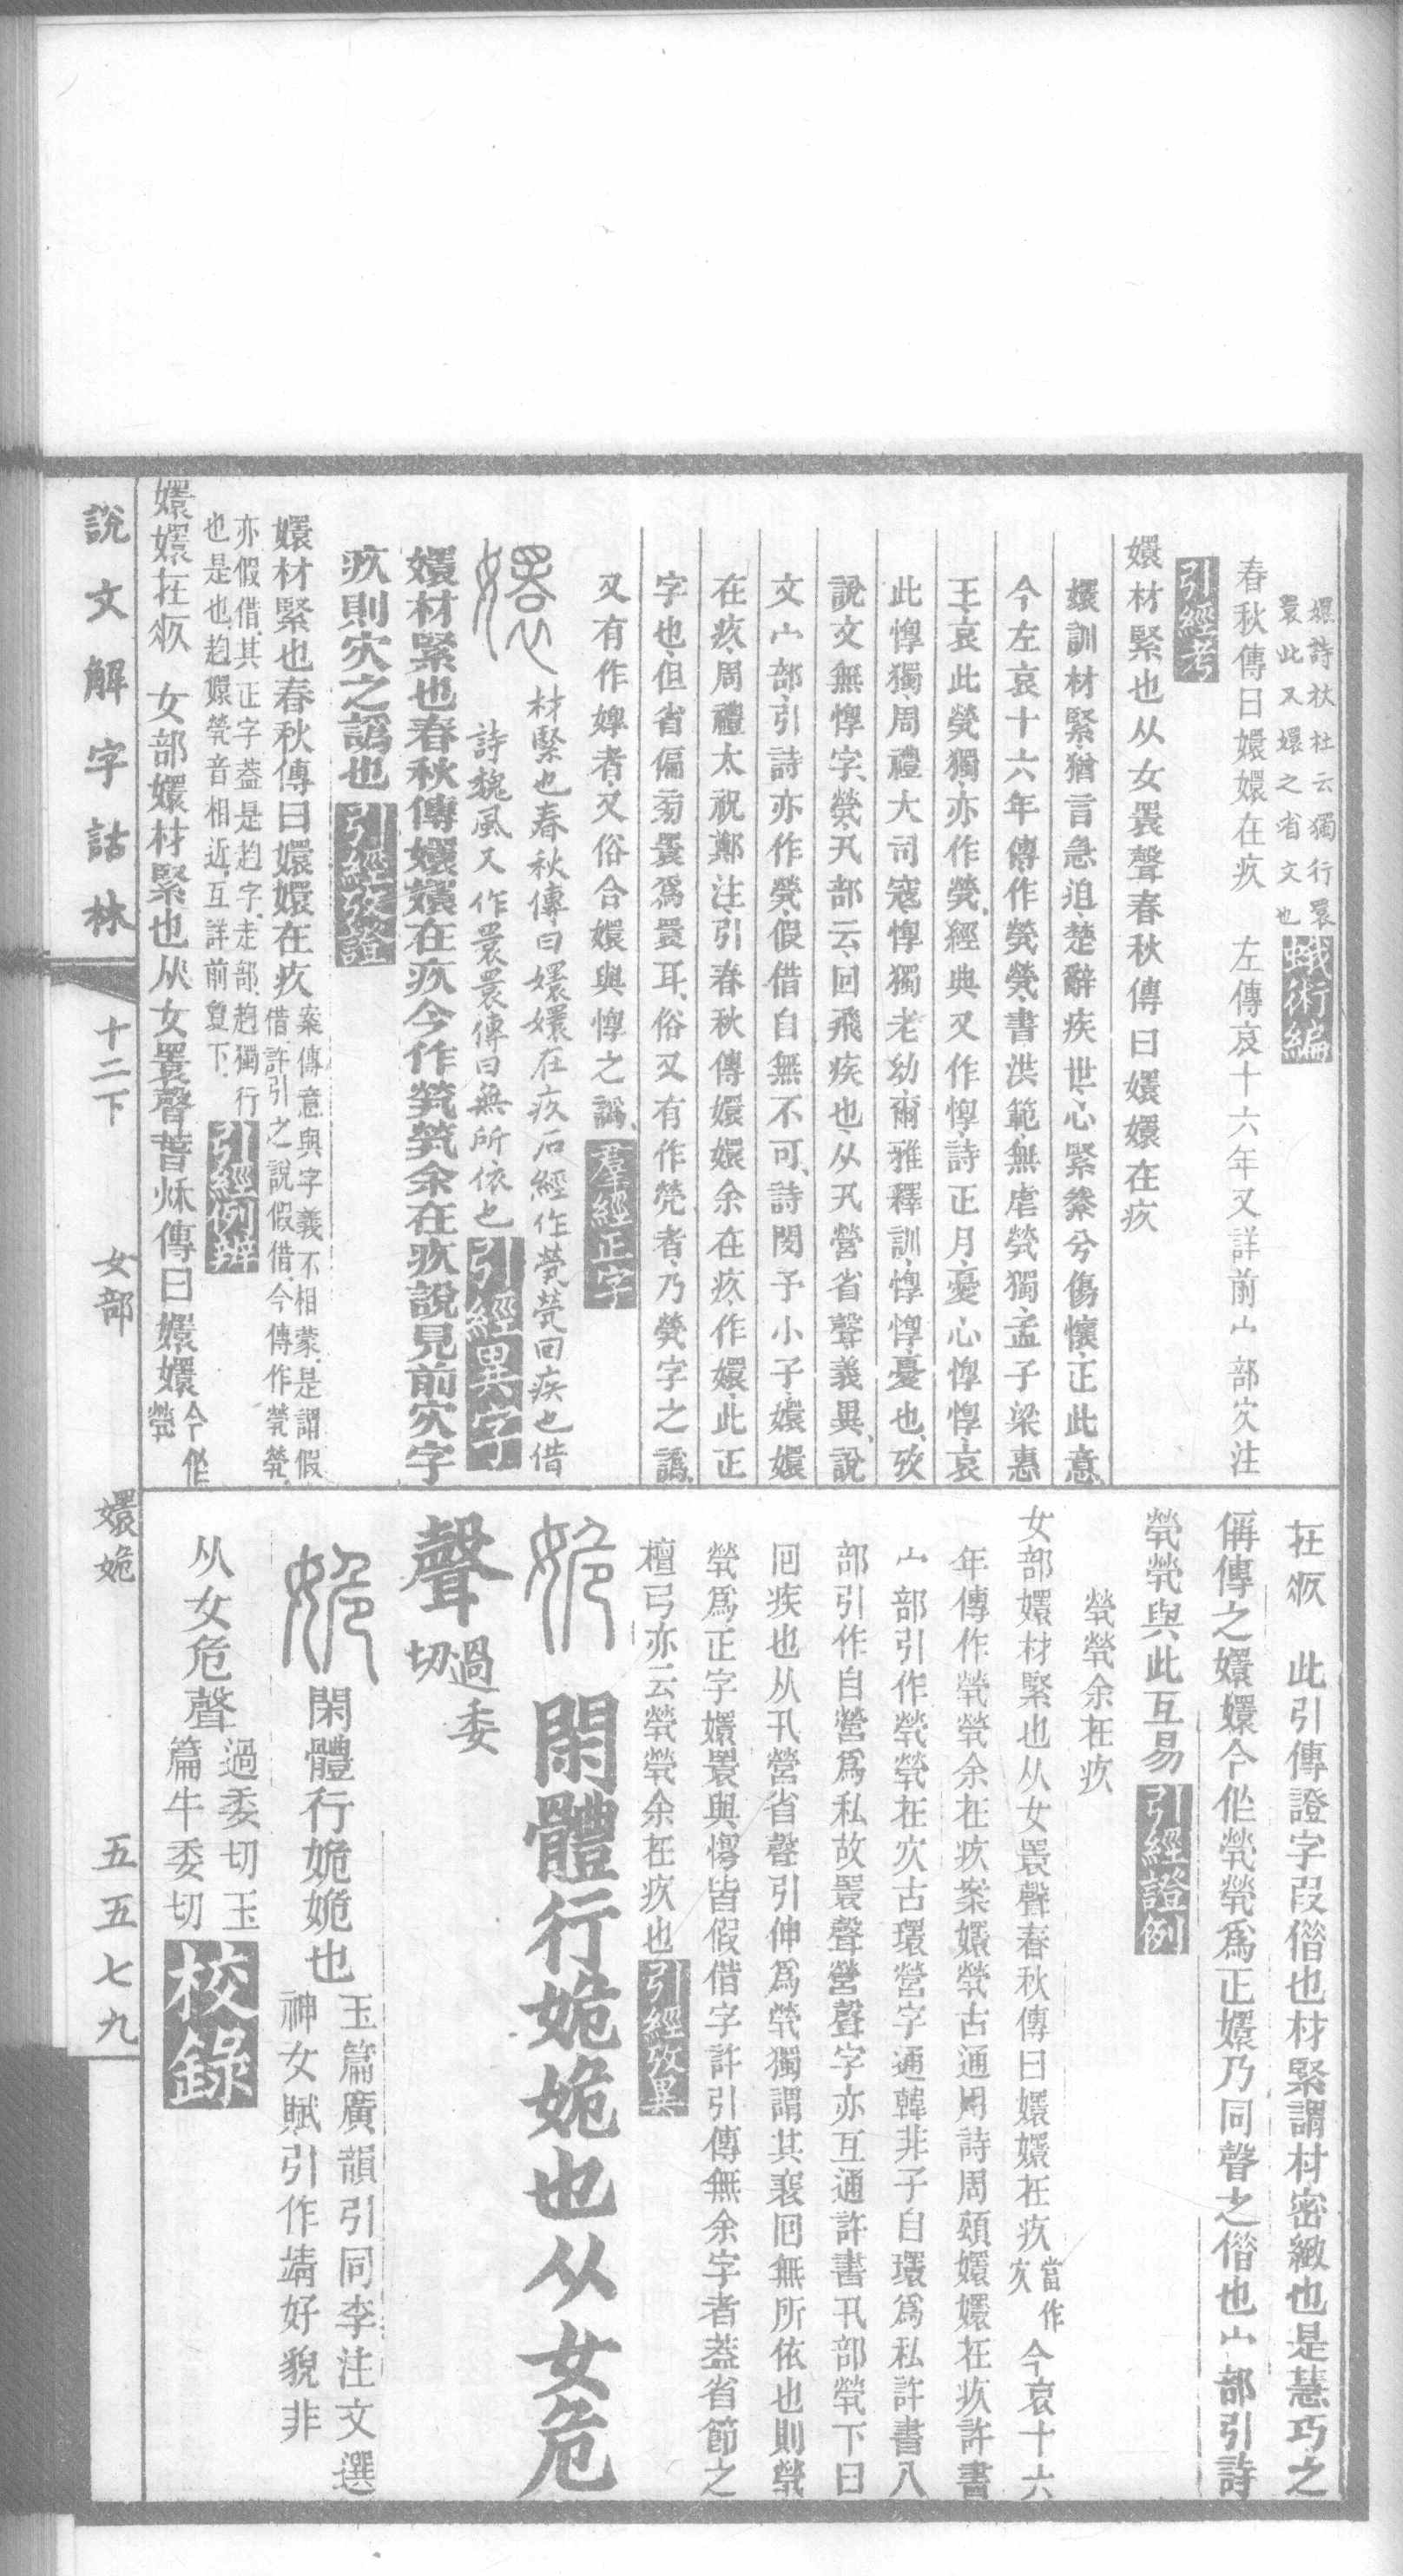 嬛詩杕杜云獨行睘
睘此又嬛之省文也
蛾術編
春秋傳曰嬛嬛在疚 左傳哀十六年又詳前宀部㝌注
引經考
嬛材緊也从女睘聲春秋傳曰嬛嬛在疚
嬛訓材緊猶言急迫楚辭疾世心緊絭兮傷懷正此意
今左哀十六年傳作煢煢書洪範無虐煢獨孟子梁惠
王哀此煢獨亦作煢經典又作惸詩正月憂心惸惸哀
此惸獨周禮大司寇惸獨老幼爾雅釋訓惸惸憂也攷
說文無惸字煢卂部云回飛疾也从卂營省聲義異說
文宀部引詩亦作煢假借自無不可詩閔予小子嬛嬛
在疚周禮太祝鄭注引春秋傳嬛嬛余在疚作嬛此正
字也但省偏旁睘爲㒻耳俗又有作焭者乃煢字之譌
又有作婷者又俗合嬛與惸之譌
羣經正字
材緊也春秋傳曰嬛嬛在疚石經作煢煢回疾也借
詩魏風又作睘睘傳曰無所依也
引經異字
嬛材緊也春秋傳嬛嬛在疚今作煢煢余在疚說見前㝌字
疚則㝌之譌也
引經攷證
嬛材緊也春秋傳曰嬛嬛在疚
案傳意與字義不相蒙是謂假
借許引之說假借今傳作煢煢
亦假借其正字葢是趜字走部趜獨行
也是也趜嬛煢音相近互詳前㝌下
引經例辨
嬛嬛在疚 女部嬛材緊也从女睘聲春秋傳曰嬛嬛
今作
煢
在疚 此引傳證字叚借也材緊謂材密緻也是慧巧之
偁傳之嬛嬛今作煢煢爲正嬛乃同聲之借也宀部引詩
煢煢與此互易
引經證例
煢煢余在疚
女部嬛材緊也从女睘聲春秋傳曰嬛嬛在疚
當作
㝌
今哀十六
年傳作煢煢余在疚案嬛煢古通用詩周頌嬛嬛在疚許書
宀部引作煢煢在㝌古環營字通韓非子自環爲私許書八
部引作自營爲私故睘聲營聲字亦互通許書卂部煢下曰
回疾也从卂營省聲引伸爲煢獨謂其裵回無所依也則煢
煢爲正字嬛睘與惸皆假借字許引傳無余字者葢省節之
檀弓亦云煢煢余在疚也
引經攷異
姽 閑體行姽姽也从女危
聲
過委
切
姽 閑體行姽姽也
玉篇廣韻引同李注文選
神女賦引作靖好貌非
从女危聲
過委切玉
篇牛委切
校錄
說文解字詁林
十二下 女部 嬛姽 五五七九